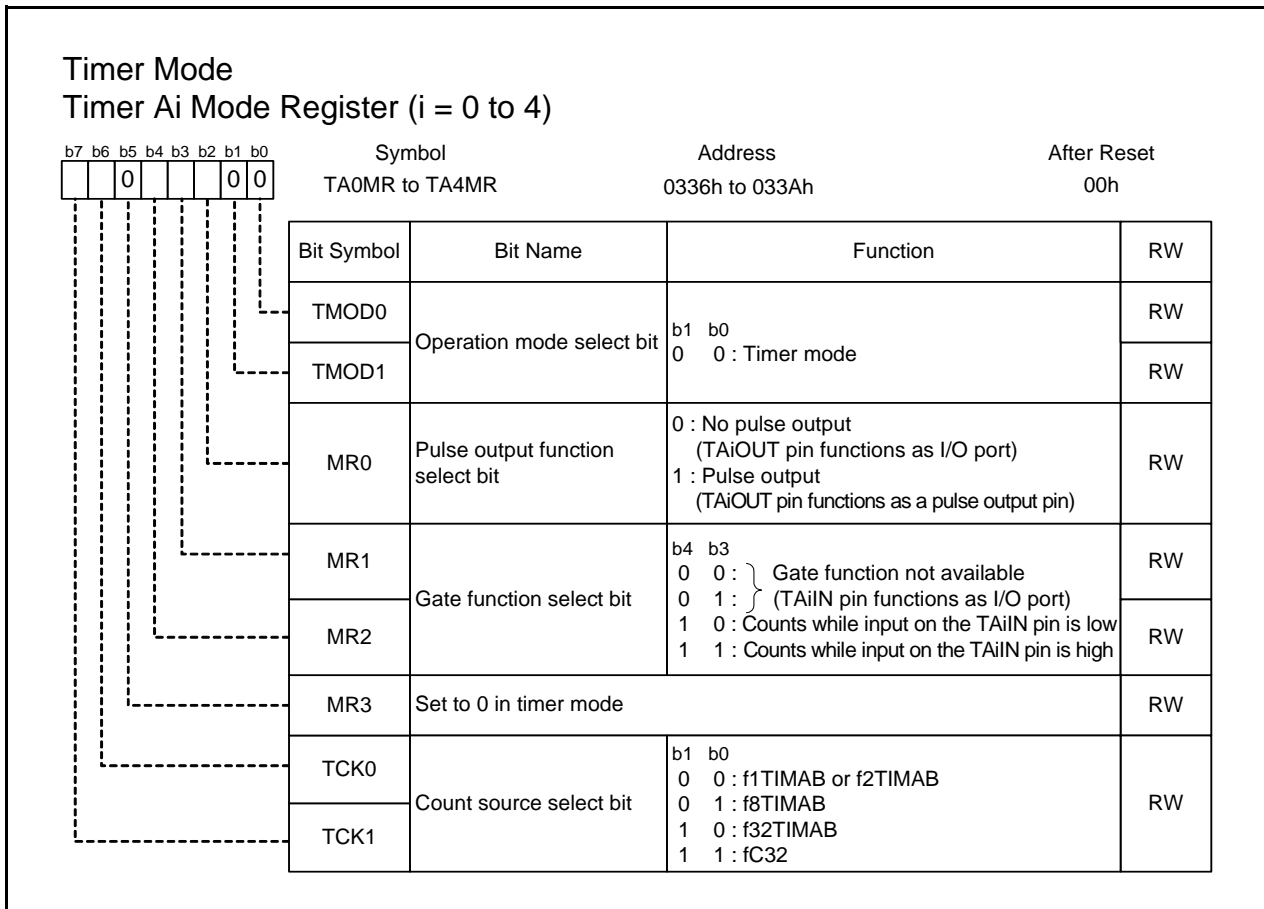 Timer Mode
Timer Ai Mode Register (i = 0 to 4)
b7 b6 b5 b4 b3 b2 b1 b0
0 0 0
Symbol Address After Reset
TA0MR to TA4MR 0336h to 033Ah 00h
Bit Symbol Bit Name Function RW
TMOD0 RW
Operation mode select bit
b1 b0
0 0 : Timer mode
TMOD1 RW
MR0
Pulse output function
select bit
0 : No pulse output
(TAiOUT pin functions as I/O port)
1 : Pulse output
(TAiOUT pin functions as a pulse output pin)
RW
MR1 RW
Gate function select bit
b4 b3
0 0 : Gate function not available
0 1 : (TAiIN pin functions as I/O port)
1 0 : Counts while input on the TAiIN pin is low
1 1 : Counts while input on the TAiIN pin is high
MR2 RW
MR3 Set to 0 in timer mode RW
TCK0
Count source select bit
b1 b0
0 0 : f1TIMAB or f2TIMAB
0 1 : f8TIMAB
1 0 : f32TIMAB
1 1 : fC32
RW
TCK1